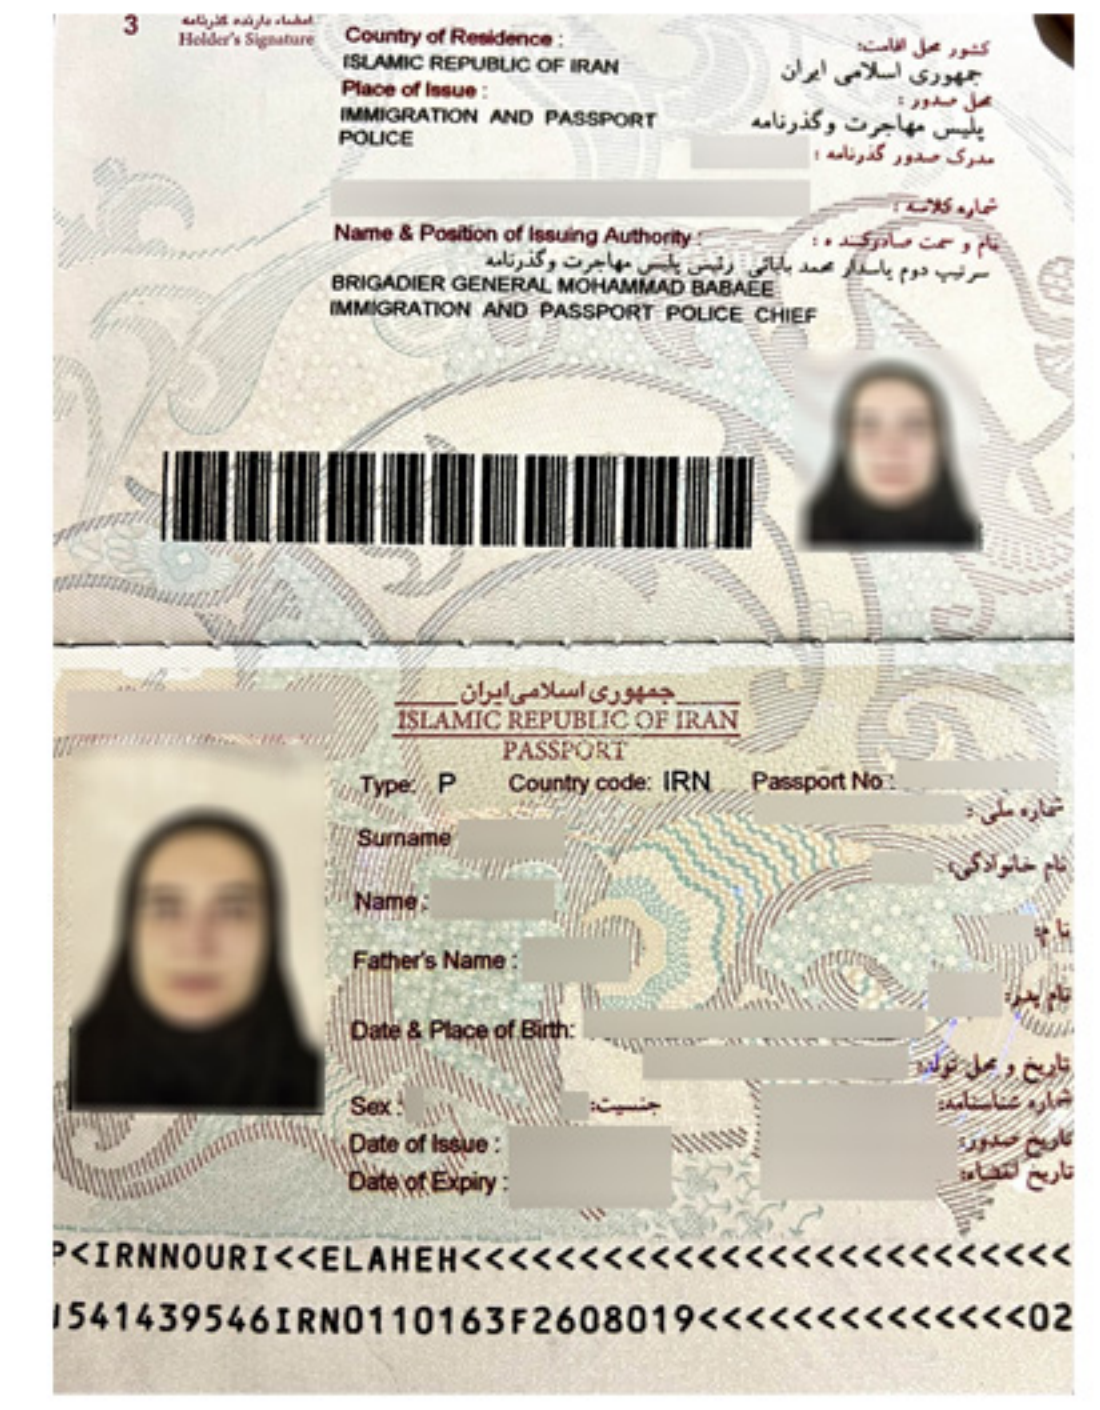 3
امضاء دارنده گذرنامه
Holder's Signature
Country of Residence :
کشور محل اقامت:
ISLAMIC REPUBLIC OF IRAN
جمهوری اسلامی ایران
Place of Issue :
محل صدور :
IMMIGRATION AND PASSPORT
POLICE
پلیس مهاجرت وگذرنامه
مدرک صدور گذرنامه :
شماره کلاسه :
Name & Position of Issuing Authority :
نام و سمت صادرکننده :
سرتیپ دوم پاسدار محمد بابائی رئیس پلیس مهاجرت وگذرنامه
BRIGADIER GENERAL MOHAMMAD BABAEE
IMMIGRATION AND PASSPORT POLICE CHIEF
جمهوری اسلامی ایران
ISLAMIC REPUBLIC OF IRAN
PASSPORT
Type: P Country code: IRN Passport No :
شماره ملی :
Surname
نام خانوادگی:
Name :
نام:
Father's Name :
نام پدر:
Date & Place of Birth:
تاریخ و محل تولد:
Sex : جنسیت:
شماره شناسنامه:
Date of Issue :
تاریخ صدور:
Date of Expiry :
تاریخ انقضاء:
P<IRNNOURI<<ELAHEH<<<<<<<<<<<<<<<<<<<<<<<<<<
541439546IRN0110163F2608019<<<<<<<<<<<<<<02